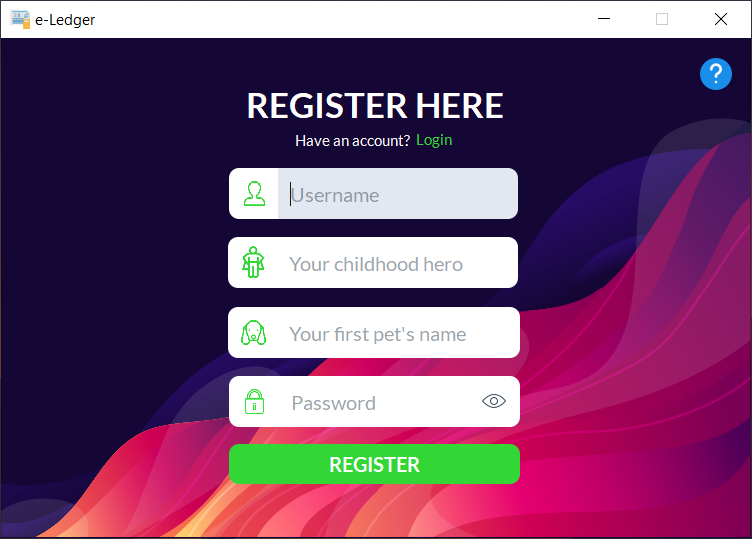 e-Ledger
?
REGISTER HERE
Have an account? Login
Username
Your childhood hero
Your first pet's name
Password
REGISTER